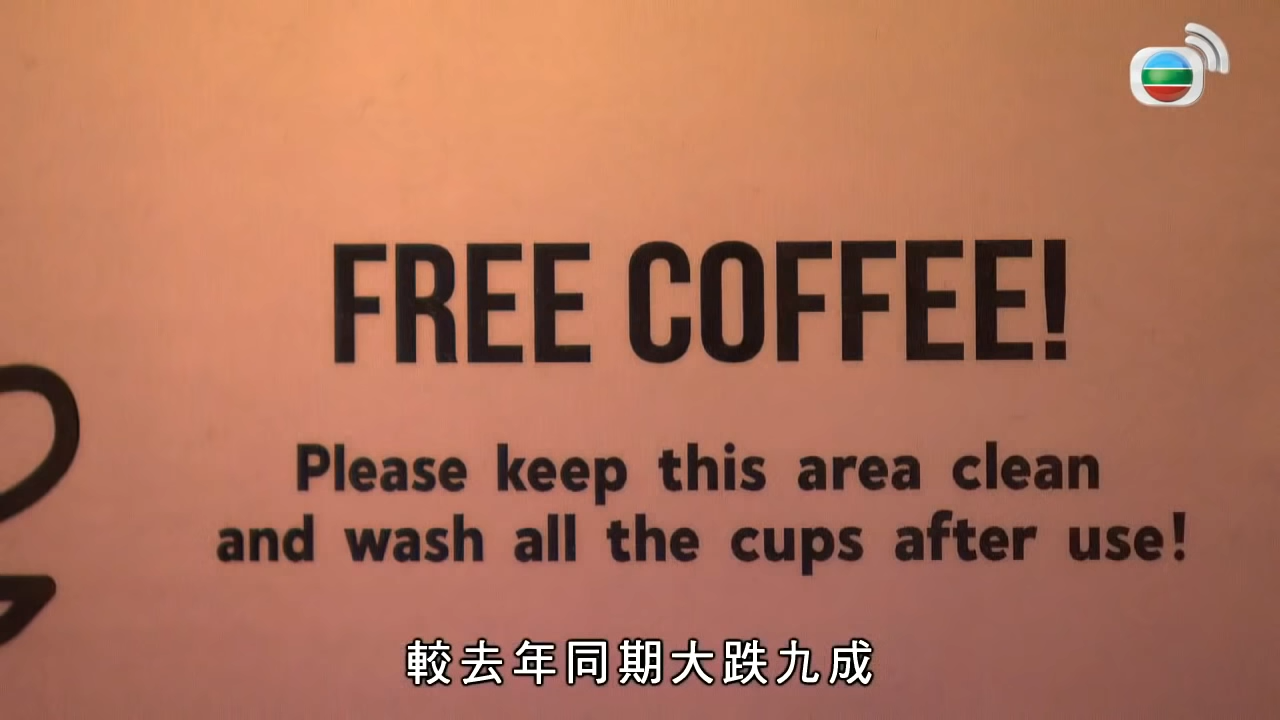 FREE COFFEE!
Please keep this area clean
and wash all the cups after use!
較去年同期大跌九成